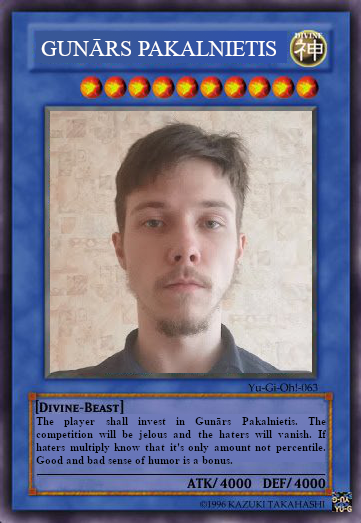 GUNĀRS PAKALNIETIS
DIVINE
神
Yu-Gi-Oh!-063
[DIVINE-BEAST]
The player shall invest in Gunārs Pakalnietis. The
competition will be jelous and the haters will vanish. If
haters multiply know that it's only amount not percentile.
Good and bad sense of humor is a bonus.
ATK/ 4000 DEF/ 4000
©1996 KAZUKI TAKAHASHI